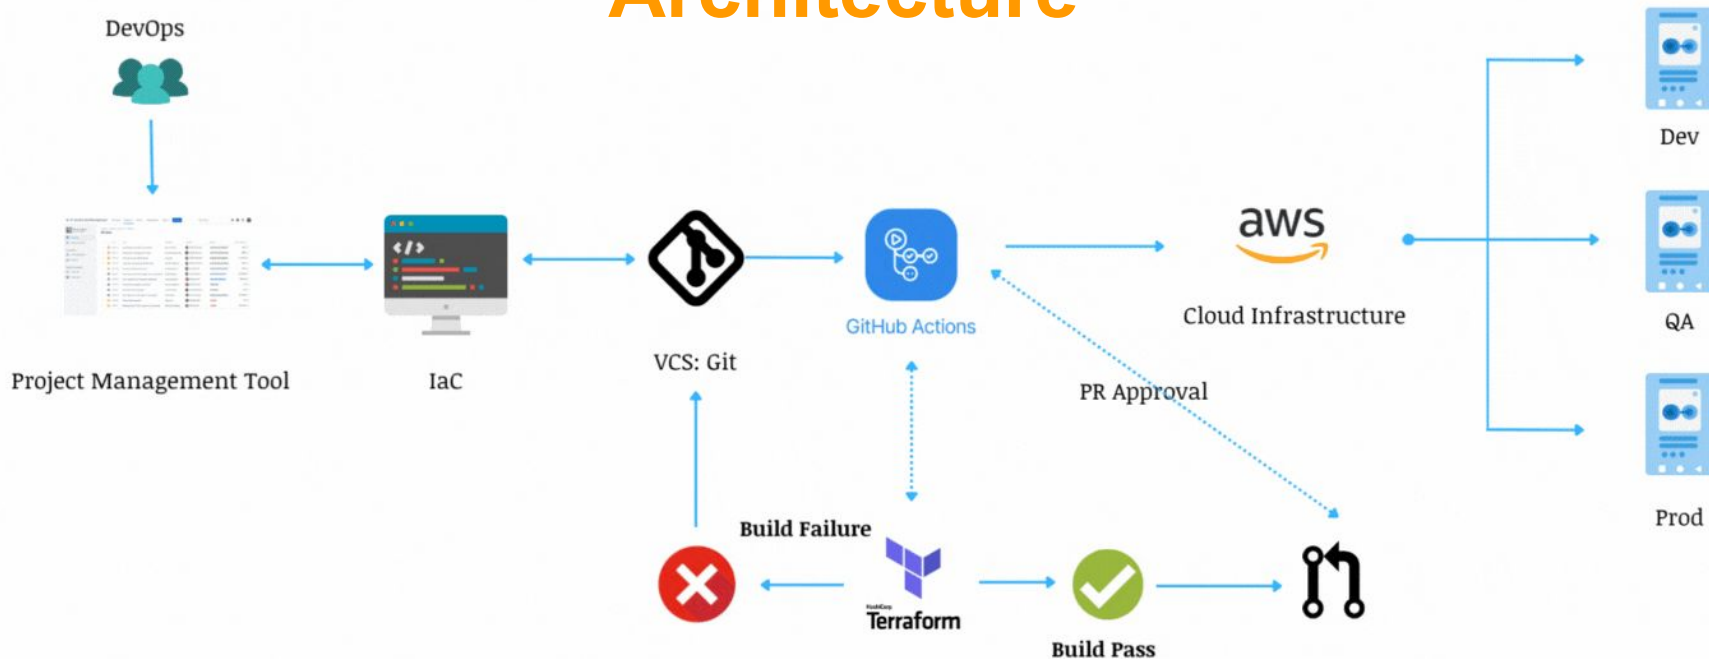 Architecture
DevOps
Project Management Tool
IaC
VCS: Git
GitHub Actions
aws
Cloud Infrastructure
PR Approval
Dev
QA
Prod
Build Failure
HashiCorp
Terraform
Build Pass